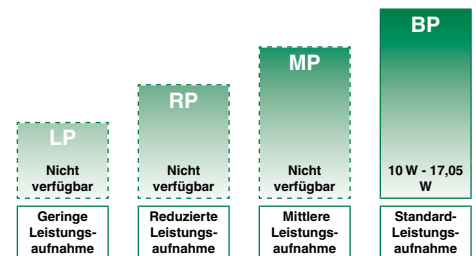 LP
Nicht
verfügbar
Geringe
Leistungs-
aufnahme
RP
Nicht
verfügbar
Reduzierte
Leistungs-
aufnahme
MP
Nicht
verfügbar
Mittlere
Leistungs-
aufnahme
BP
10 W - 17,05
W
Standard-
Leistungs-
aufnahme